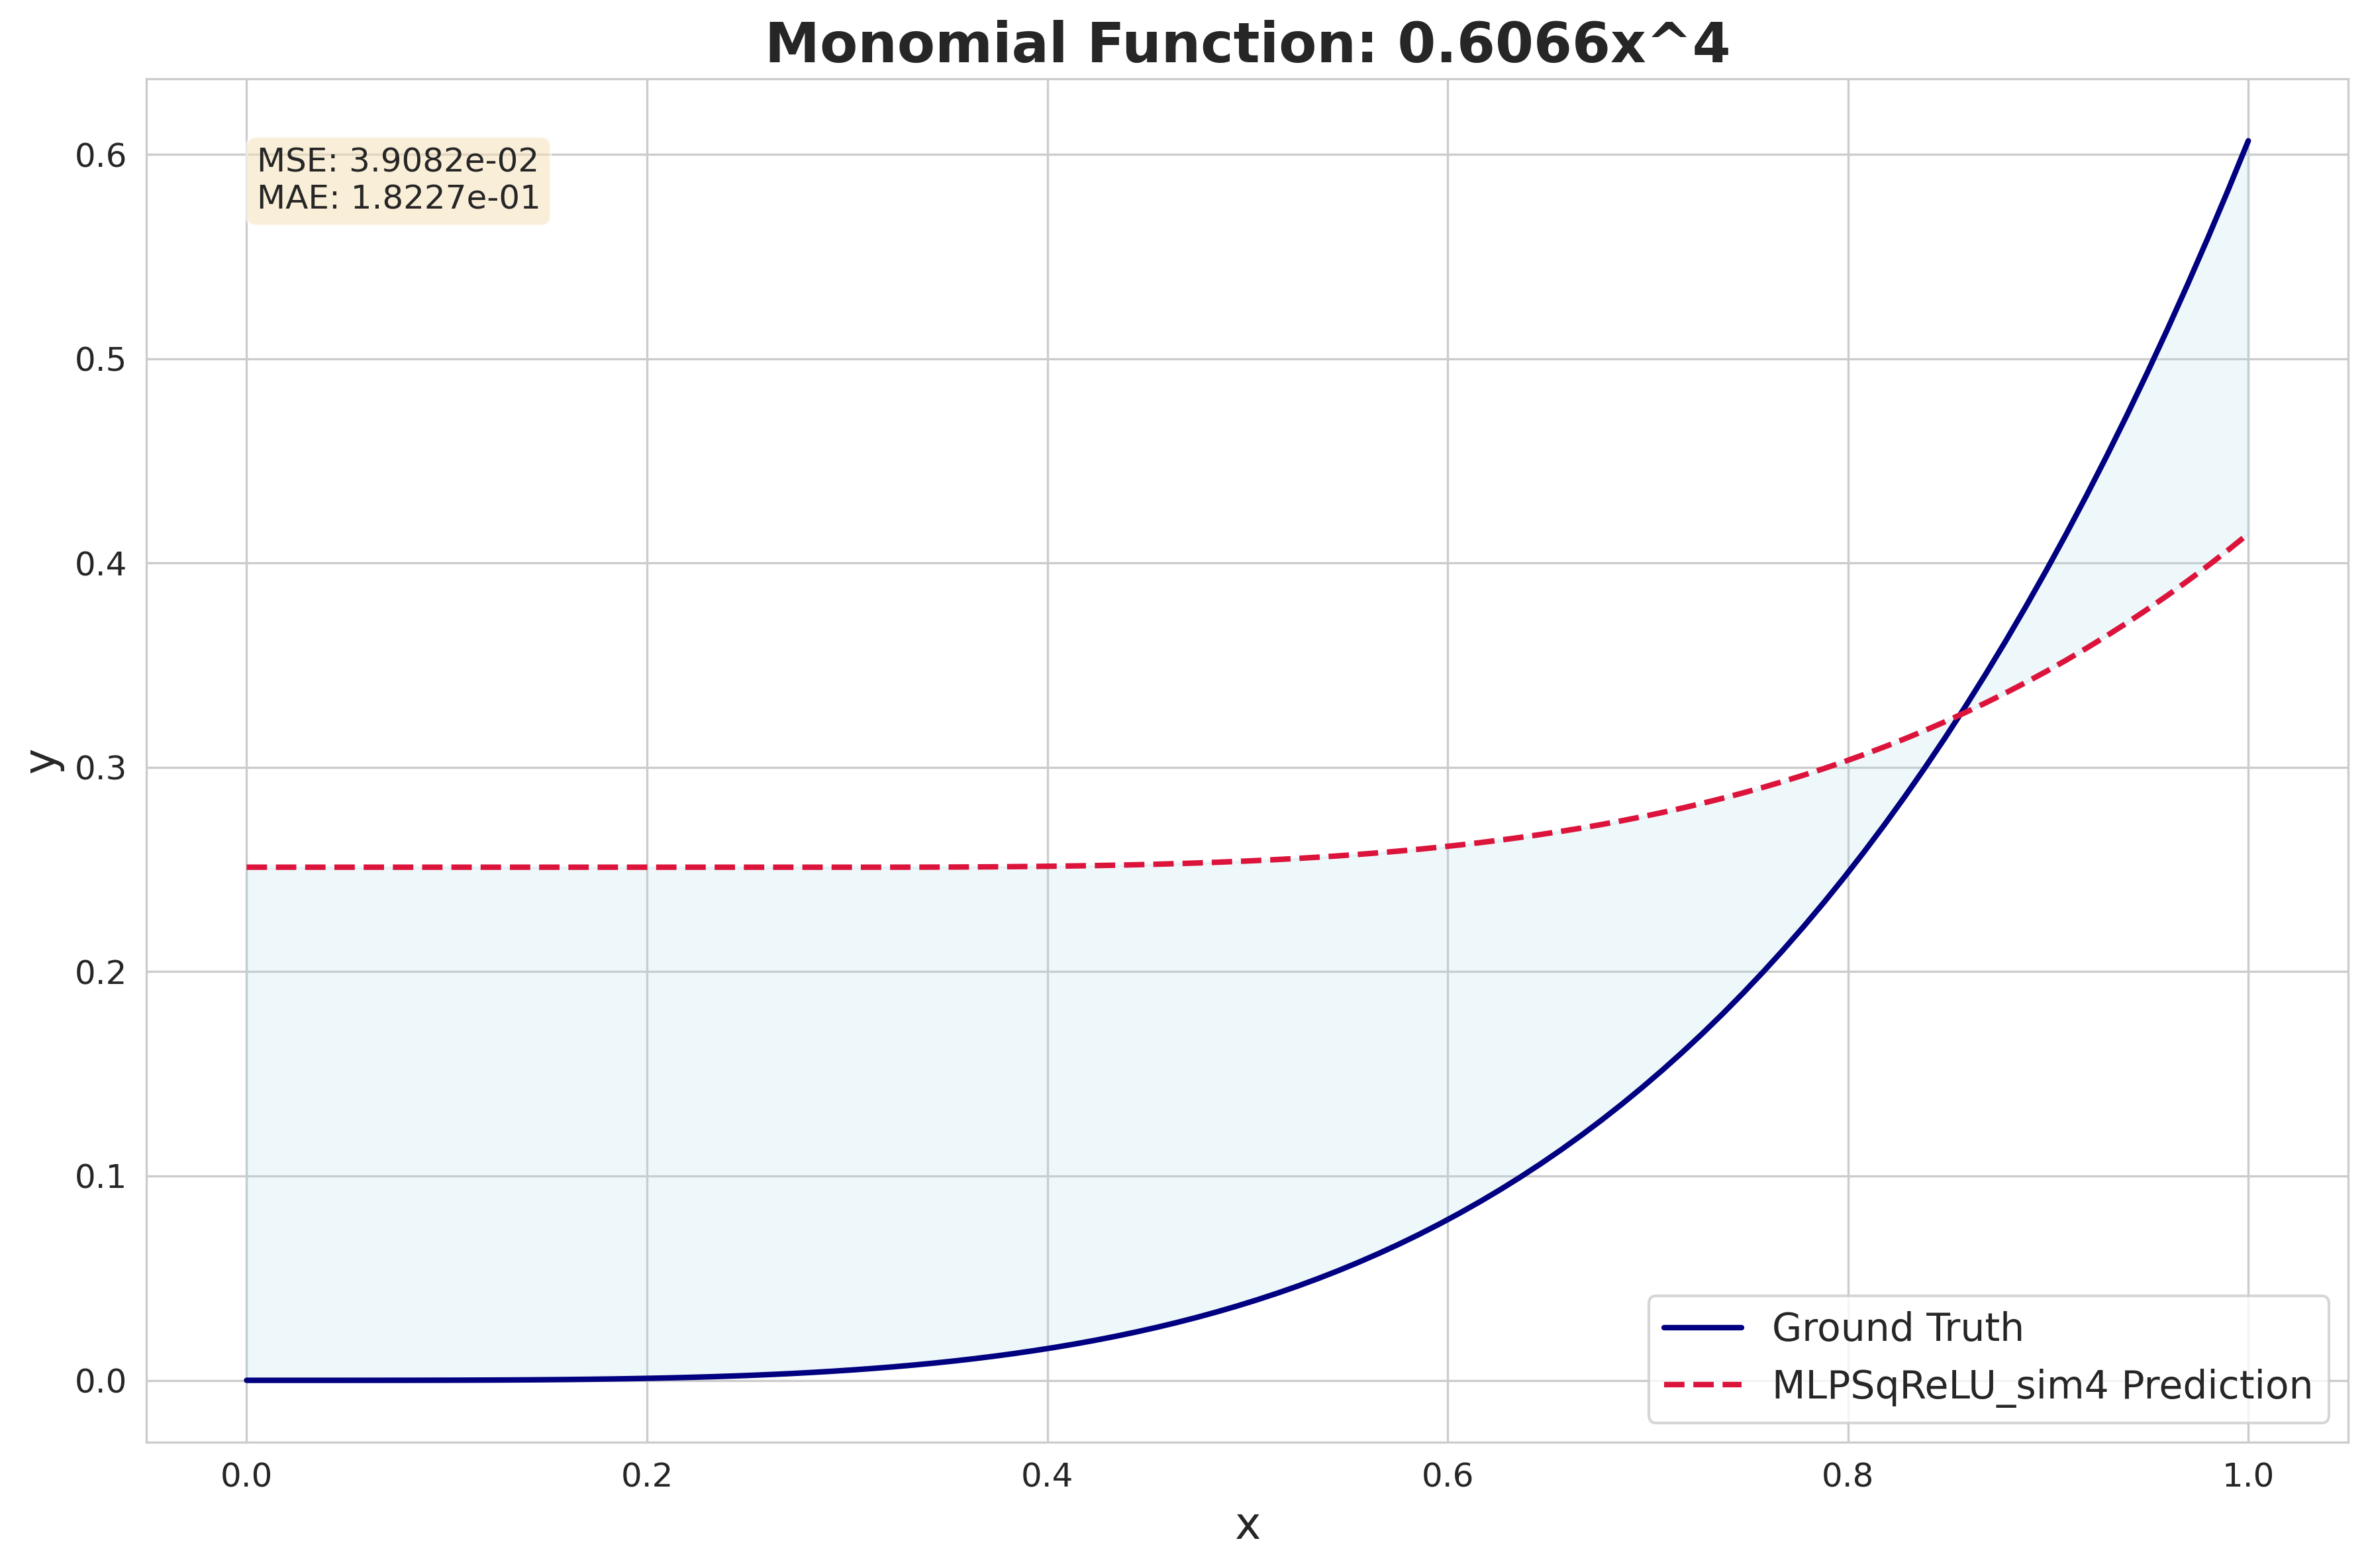 Monomial Function: 0.6066x^4
MSE: 3.9082e-02
MAE: 1.8227e-01
0.6
0.5
0.4
0.3
0.2
0.1
0.0
y
Ground Truth
MLPSqReLU_sim4 Prediction
0.0 0.2 0.4 0.6 0.8 1.0
x